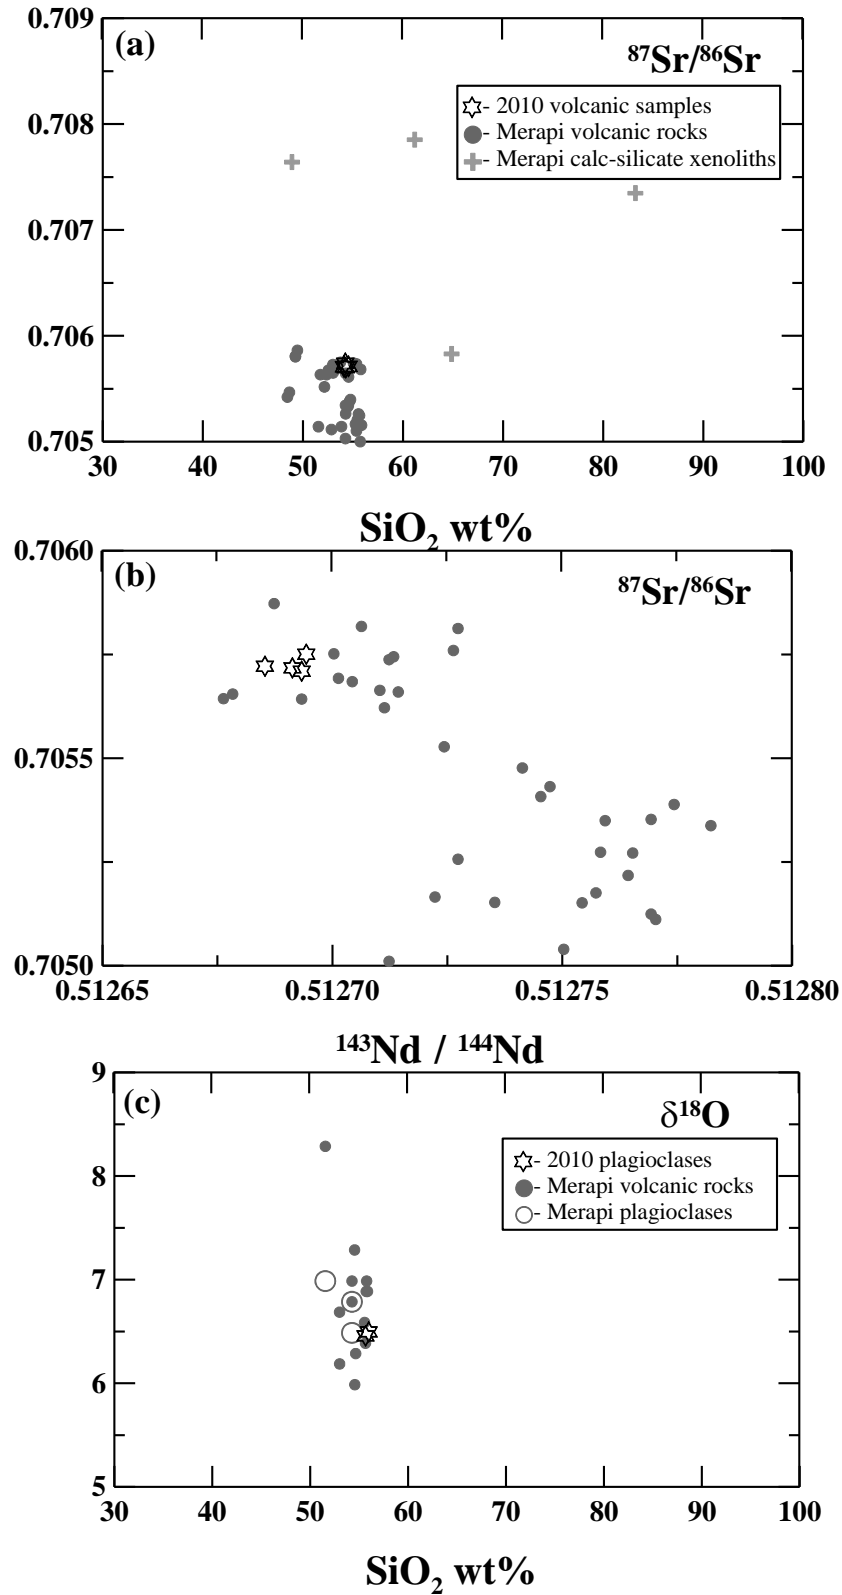 0.709
(a)
⁸⁷Sr/⁸⁶Sr
- 2010 volcanic samples
0.708
- Merapi volcanic rocks
- Merapi calc-silicate xenoliths
0.707
0.706
0.705
30 40 50 60 70 80 90 100
SiO₂ wt%
0.7060
(b)
⁸⁷Sr/⁸⁶Sr
0.7055
0.7050
0.51265 0.51270 0.51275 0.51280
¹⁴³Nd / ¹⁴⁴Nd
9
(c)
δ¹⁸O
- 2010 plagioclases
8
- Merapi volcanic rocks
- Merapi plagioclases
7
6
5
30 40 50 60 70 80 90 100
SiO₂ wt%